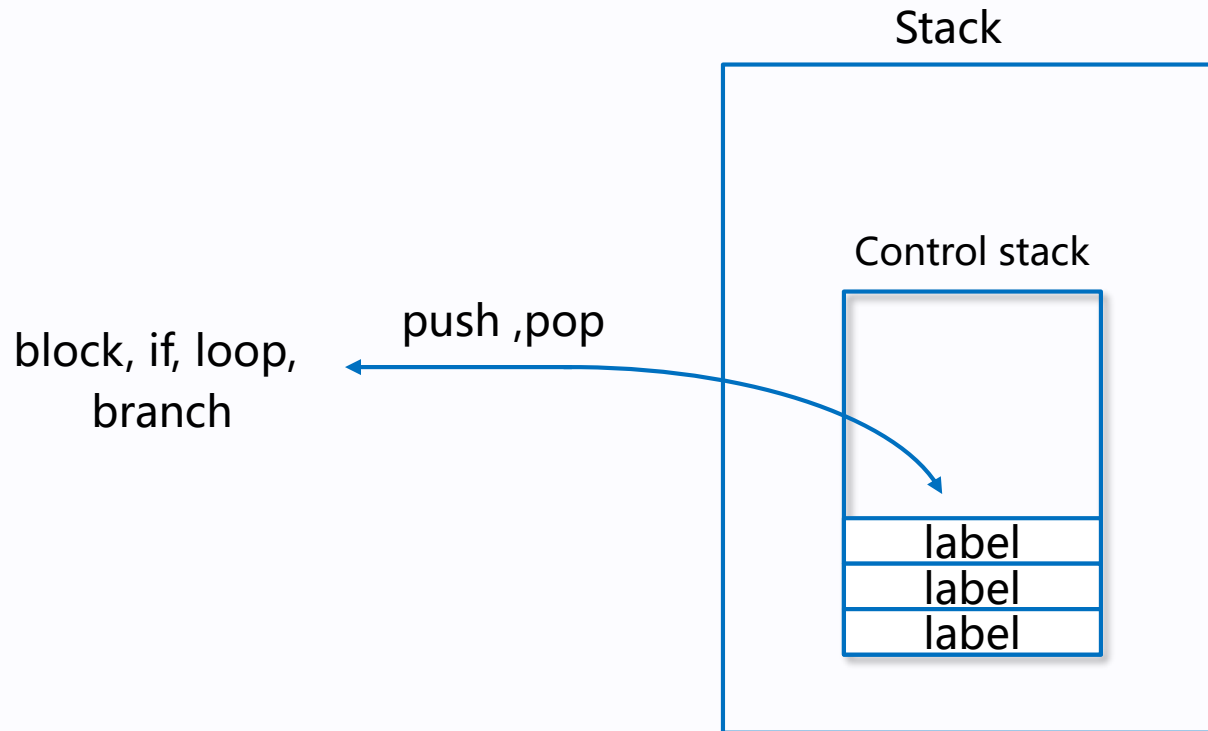 Stack
Control stack
push ,pop
block, if, loop,
branch
label
label
label